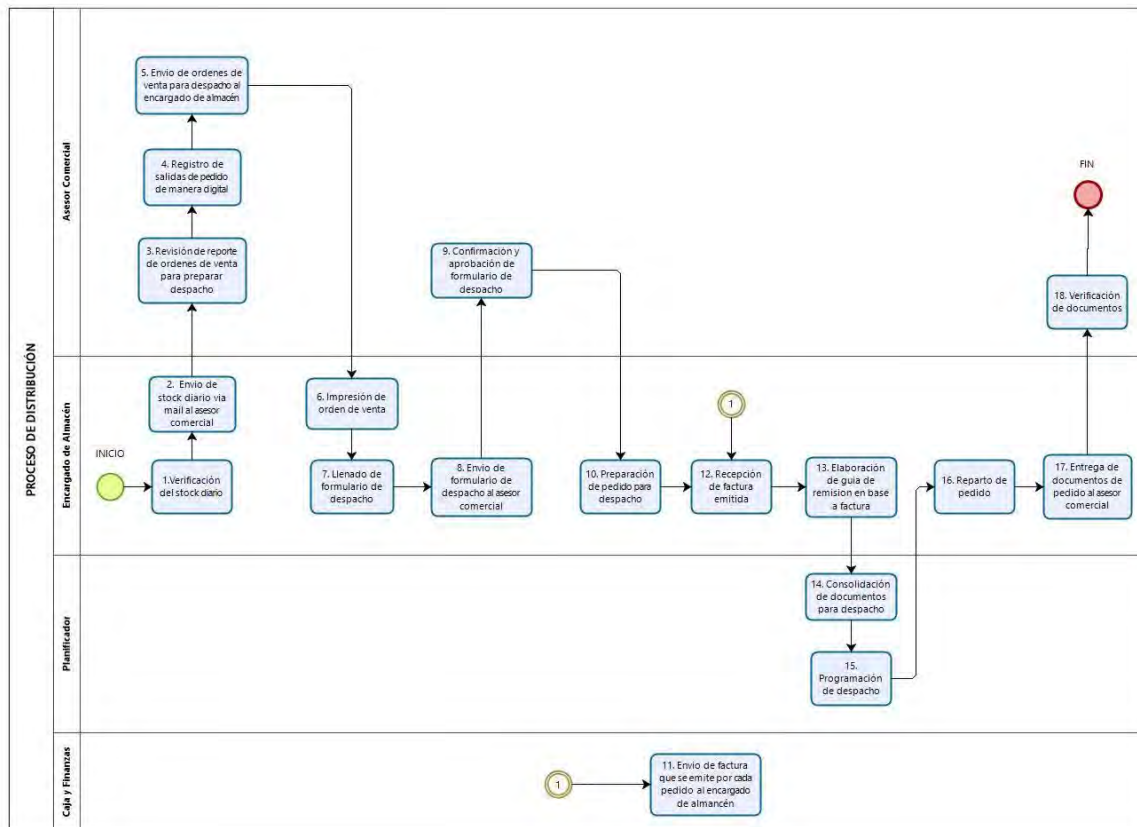 PROCESO DE DISTRIBUCIÓN
Asesor Comercial
5. Envio de ordenes de
venta para despacho al
encargado de almacén
4. Registro de
salidas de pedido
de manera digital
3. Revisión de reporte
de ordenes de venta
para preparar
despacho
9. Confirmación y
aprobación de
formulario de
despacho
FIN
18. Verificación
de documentos
Encargado de Almacén
INICIO
1.Verificación
del stock diario
2. Envio de
stock diario via
mail al asesor
comercial
6. Impresión de
orden de venta
7. Llenado de
formulario de
despacho
8. Envio de
formulario de
despacho al asesor
comercial
10. Preparación
de pedido para
despacho
1
12. Recepción
de factura
emitida
13. Elaboración
de guia de
remision en base
a factura
16. Reparto de
pedido
17. Entrega de
documentos de
pedido al asesor
comercial
Planificador
14. Consolidación
de documentos
para despacho
15.
Programación
de despacho
Caja y Finanzas
1
11. Envio de factura
que se emite por cada
pedido al encargado
de almancén